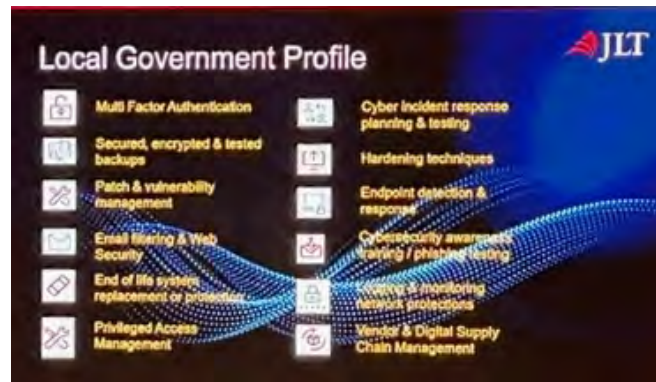 Local Government Profile
JLT
Multi Factor Authentication
Secured, encrypted & tested
backups
Patch & vulnerability
management
Email filtering & Web
Security
End of life system
replacement or protection
Privileged Access
Management
Cyber incident response
planning & testing
Hardening techniques
Endpoint detection &
response
Cybersecurity awareness
training / phishing testing
Logging & monitoring
network protections
Vendor & Digital Supply
Chain Management